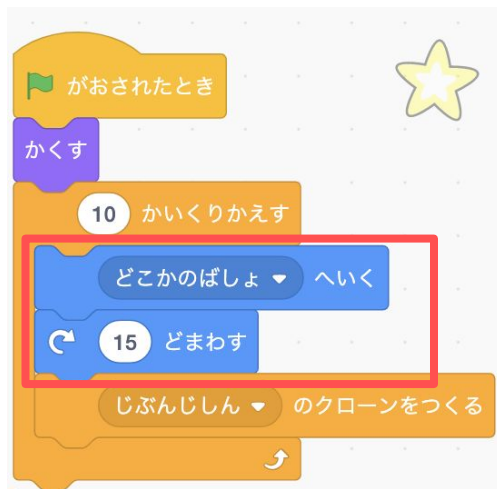 がおされたとき
かくす
10 かいくりかえす
どこかのばしょ へいく
15 どまわす
じぶんじしん のクローンをつくる